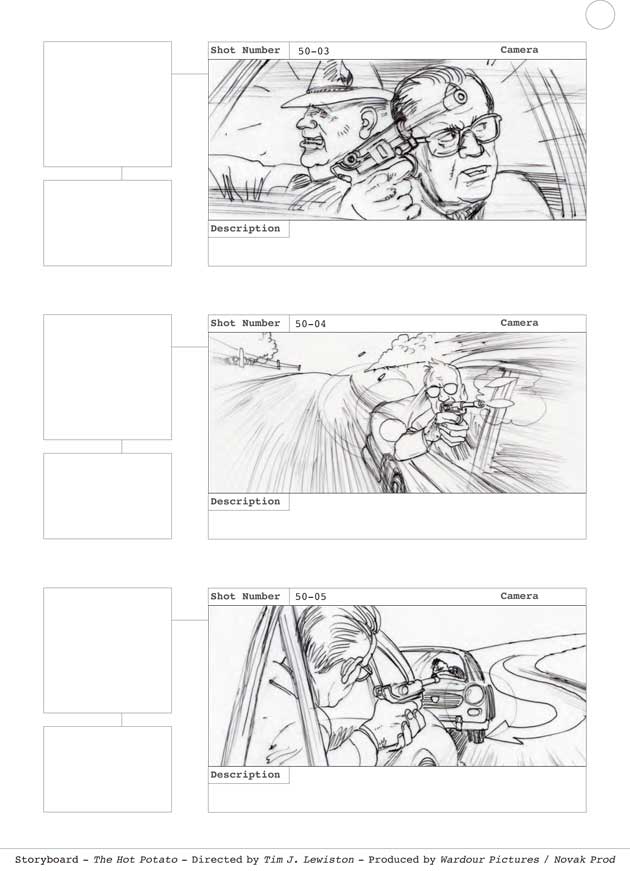 Shot Number 50-03 Camera
Description
Shot Number 50-04 Camera
Description
Shot Number 50-05 Camera
Description
Storyboard - The Hot Potato - Directed by Tim J. Lewiston - Produced by Wardour Pictures / Novak Prod